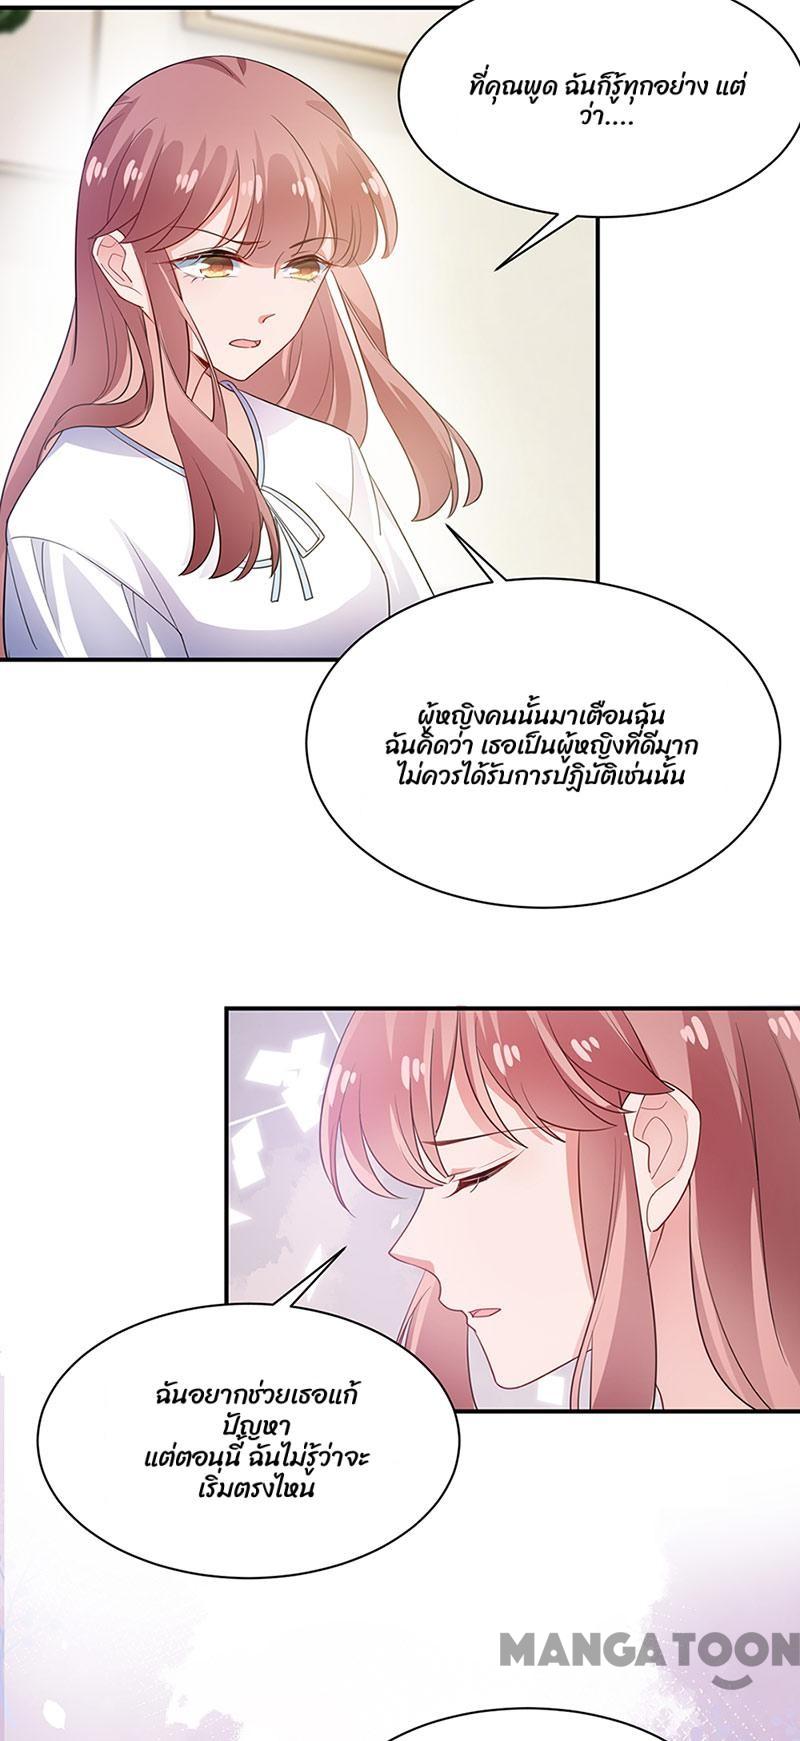 ที่คุณพูด ฉันก็รู้ทุกอย่าง แต่
ว่า....
ผู้หญิงคนนั้นมาเตือนฉัน
ฉันคิดว่า เธอเป็นผู้หญิงที่ดีมาก
ไม่ควรได้รับการปฏิบัติเช่นนั้น
ฉันอยากช่วยเธอแก้
ปัญหา
แต่ตอนนี้ ฉันไม่รู้ว่าจะ
เริ่มตรงไหน
MANGATOON